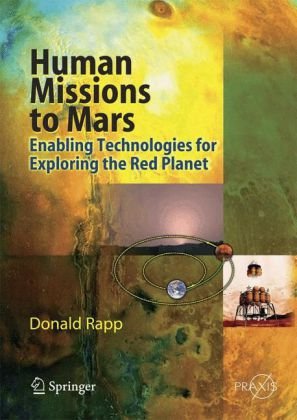 Human
Missions
to Mars
Enabling Technologies for
Exploring the Red Planet
Donald Rapp
Springer
PRAXIS